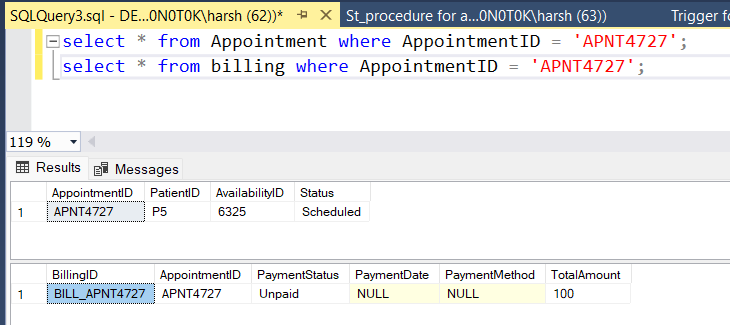 SQLQuery3.sql - DE...0N0T0K\harsh (62))* St_procedure for a...0N0T0K\harsh (63)) Trigger fo
select * from Appointment where AppointmentID = 'APNT4727';
select * from billing where AppointmentID = 'APNT4727';
119 %
Results Messages
AppointmentID PatientID AvailabilityID Status
1 APNT4727 P5 6325 Scheduled
BillingID AppointmentID PaymentStatus PaymentDate PaymentMethod TotalAmount
1 BILL_APNT4727 APNT4727 Unpaid NULL NULL 100